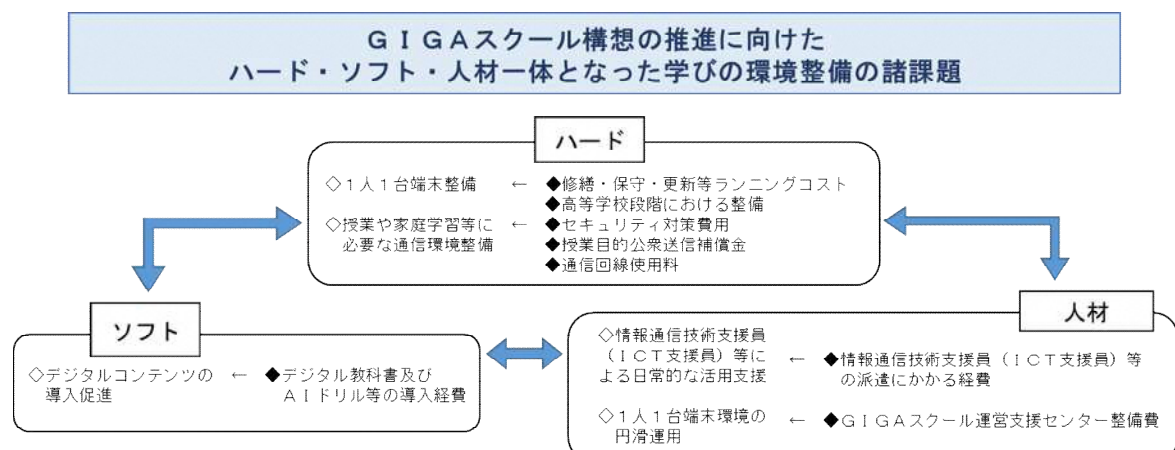 ＧＩＧＡスクール構想の推進に向けた
ハード・ソフト・人材一体となった学びの環境整備の諸課題
ハード
◇１人１台端末整備 ← ◆修繕・保守・更新等ランニングコスト
◆高等学校段階における整備
◇授業や家庭学習等に ← ◆セキュリティ対策費用
必要な通信環境整備 ◆授業目的公衆送信補償金
◆通信回線使用料
ソフト
◇デジタルコンテンツの ← ◆デジタル教科書及び
導入促進 ＡＩドリル等の導入経費
人材
◇情報通信技術支援員
（ＩＣＴ支援員）等に ← ◆情報通信技術支援員（ＩＣＴ支援員）等
よる日常的な活用支援 の派遣にかかる経費
◇１人１台端末環境の ← ◆ＧＩＧＡスクール運営支援センター整備費
円滑運用